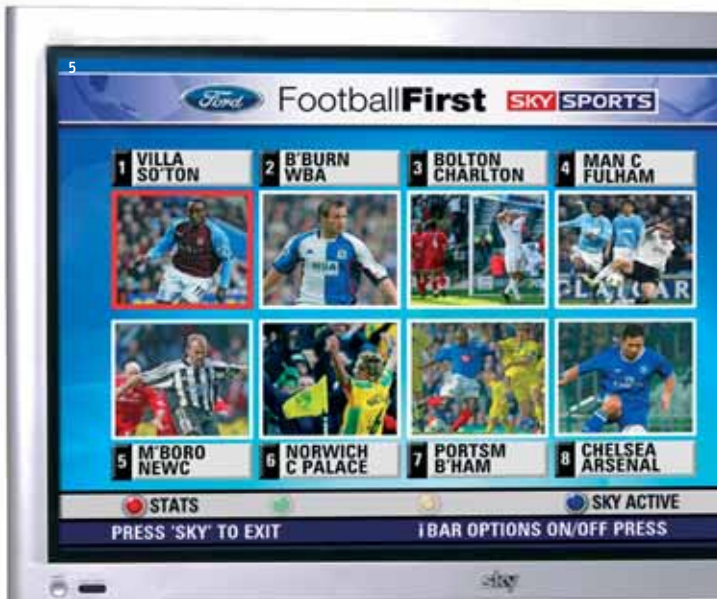 5
Ford FootballFirst SKY SPORTS
1 VILLA SO'TON
2 B'BURN WBA
3 BOLTON CHARLTON
4 MAN C FULHAM
5 M'BORO NEWC
6 NORWICH C PALACE
7 PORTSM B'HAM
8 CHELSEA ARSENAL
STATS SKY ACTIVE
PRESS 'SKY' TO EXIT i BAR OPTIONS ON/OFF PRESS
sky